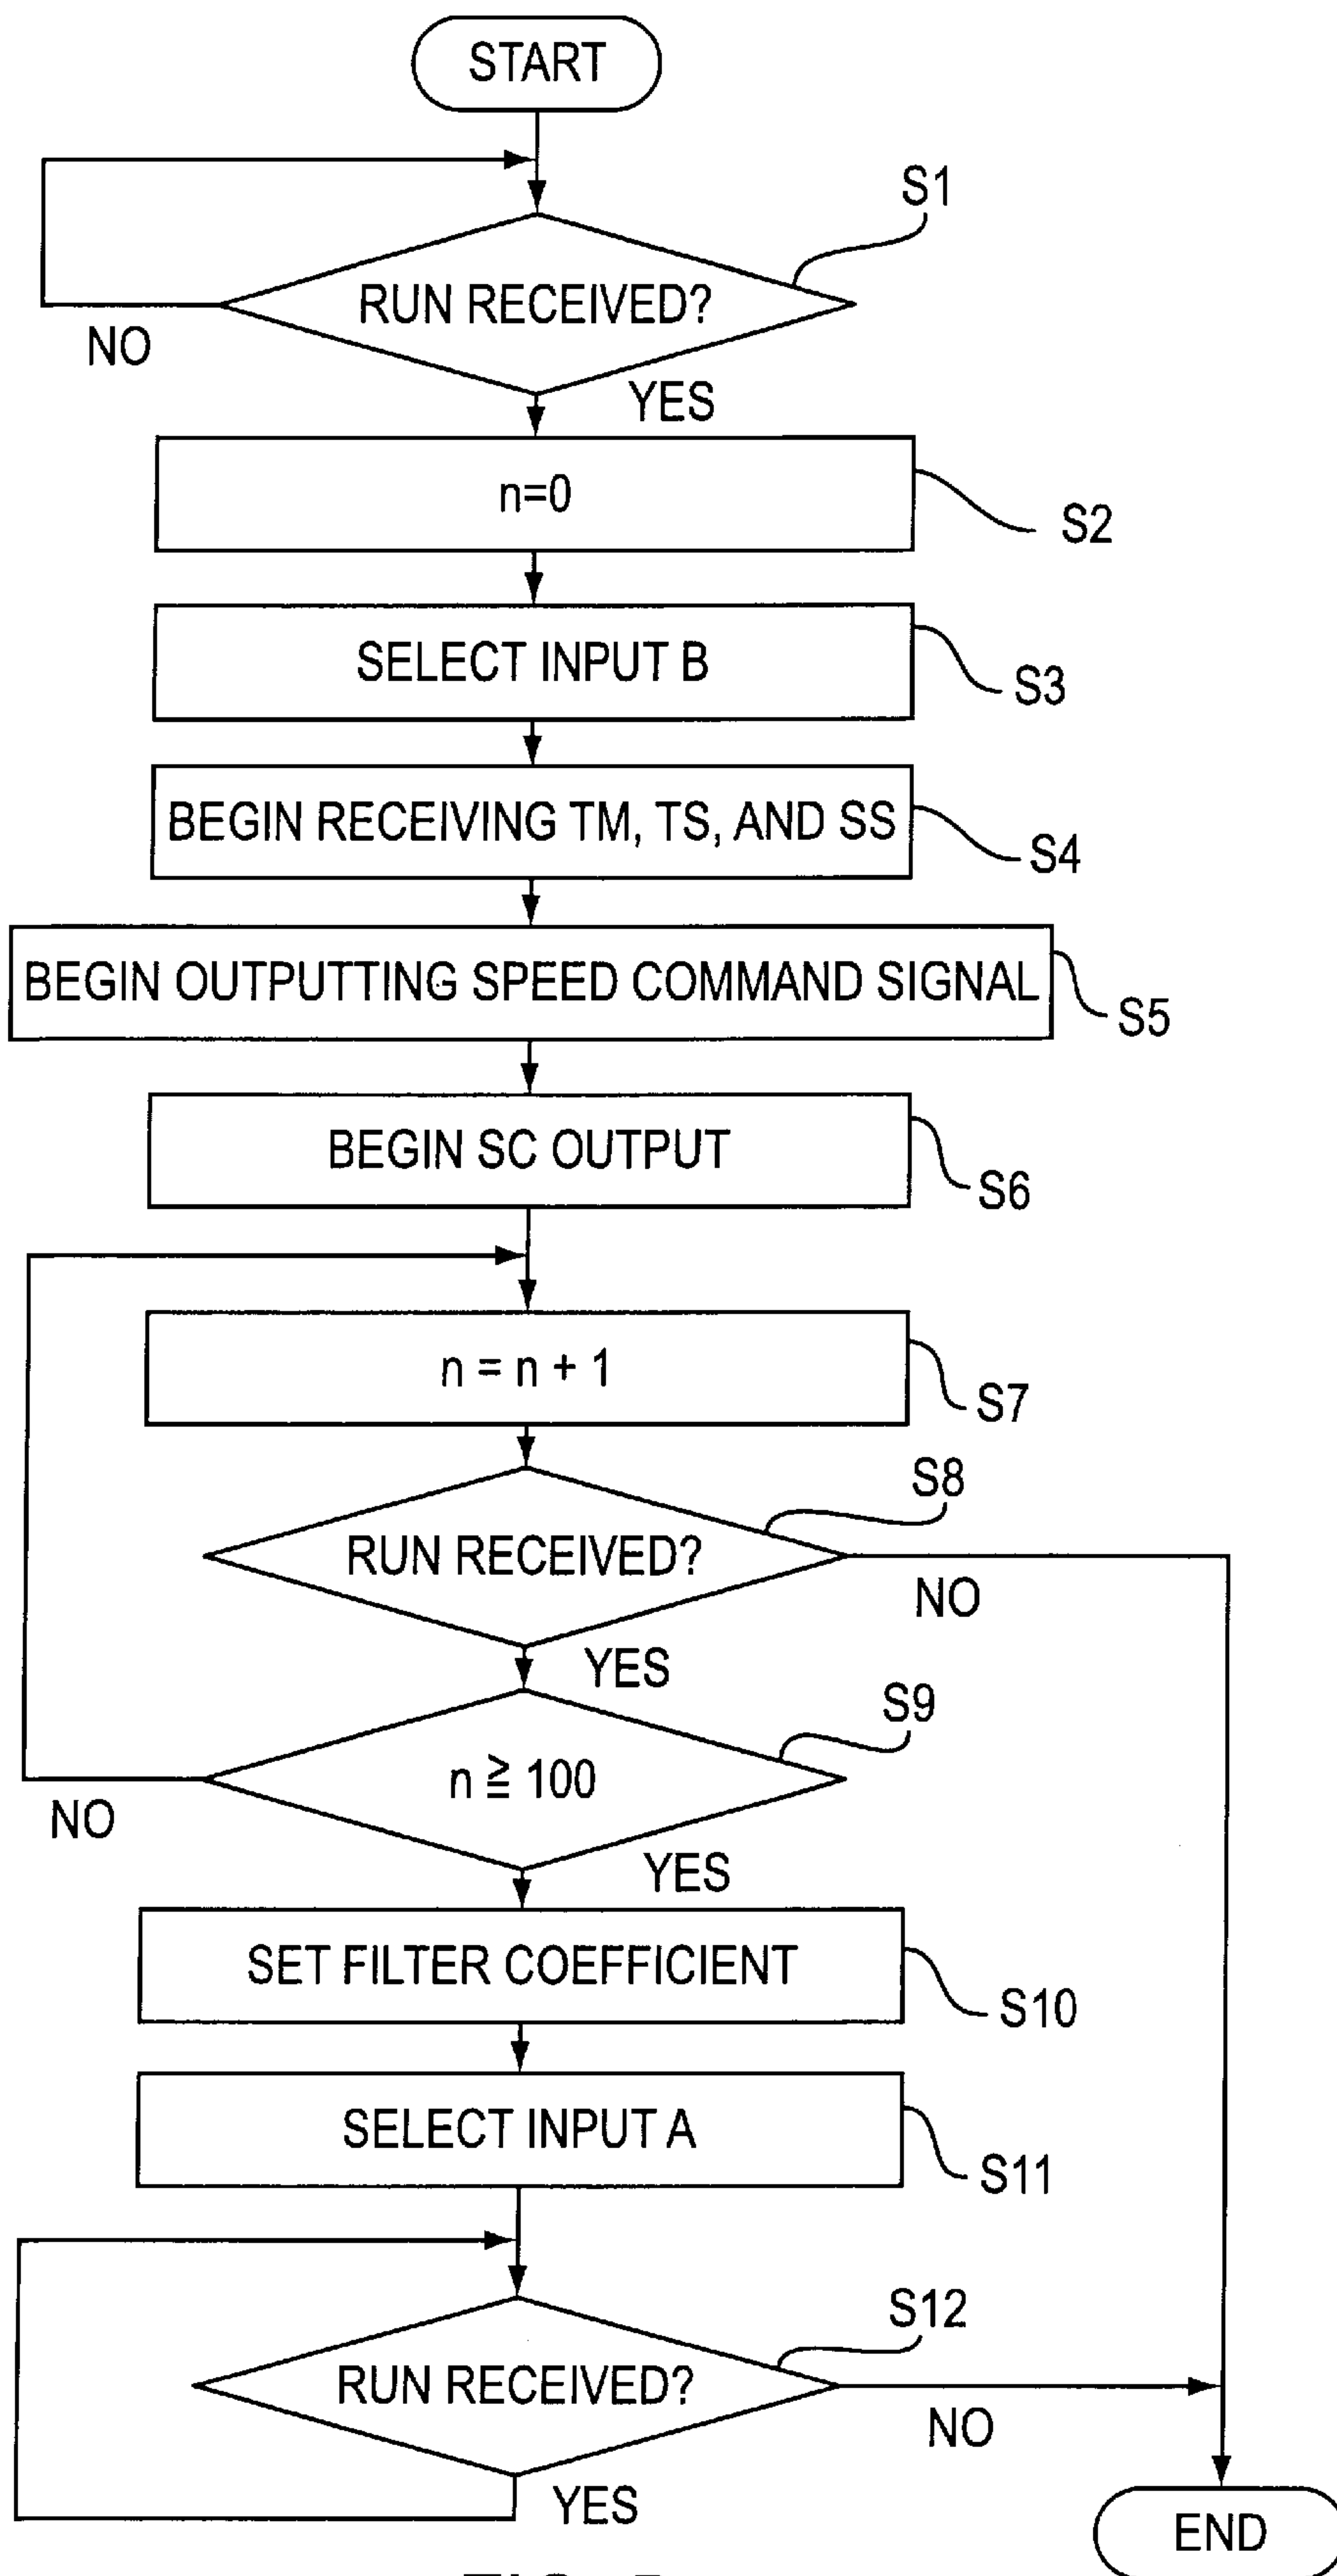 START
S1
RUN RECEIVED?
NO
YES
n=0
S2
SELECT INPUT B
S3
BEGIN RECEIVING TM, TS, AND SS
S4
BEGIN OUTPUTTING SPEED COMMAND SIGNAL
S5
BEGIN SC OUTPUT
S6
n = n + 1
S7
S8
RUN RECEIVED?
NO
YES
S9
n ≧ 100
NO
YES
SET FILTER COEFFICIENT
S10
SELECT INPUT A
S11
S12
RUN RECEIVED?
NO
YES
END